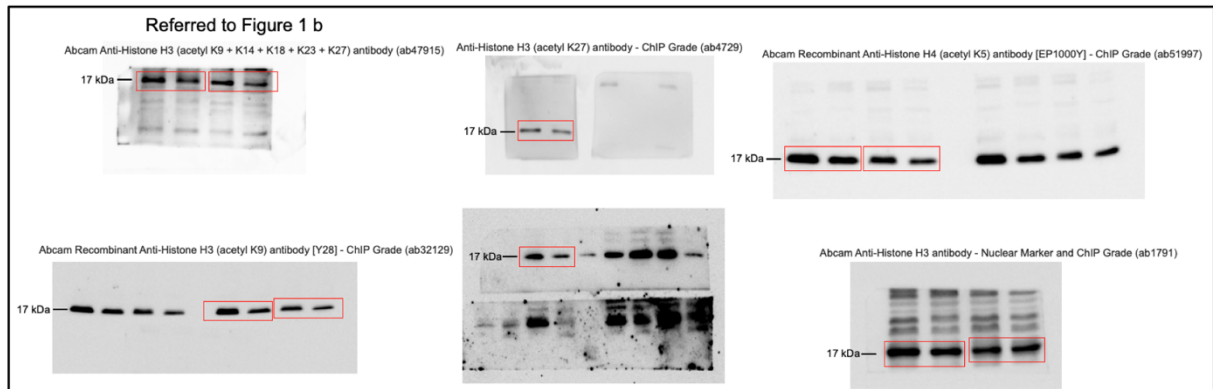 Referred to Figure 1 b
Abcam Anti-Histone H3 (acetyl K9 + K14 + K18 + K23 + K27) antibody (ab47915)
17 kDa
Anti-Histone H3 (acetyl K27) antibody - ChIP Grade (ab4729)
17 kDa
Abcam Recombinant Anti-Histone H4 (acetyl K5) antibody [EP1000Y] - ChIP Grade (ab51997)
17 kDa
Abcam Recombinant Anti-Histone H3 (acetyl K9) antibody [Y28] - ChIP Grade (ab32129)
17 kDa
17 kDa
Abcam Anti-Histone H3 antibody - Nuclear Marker and ChIP Grade (ab1791)
17 kDa